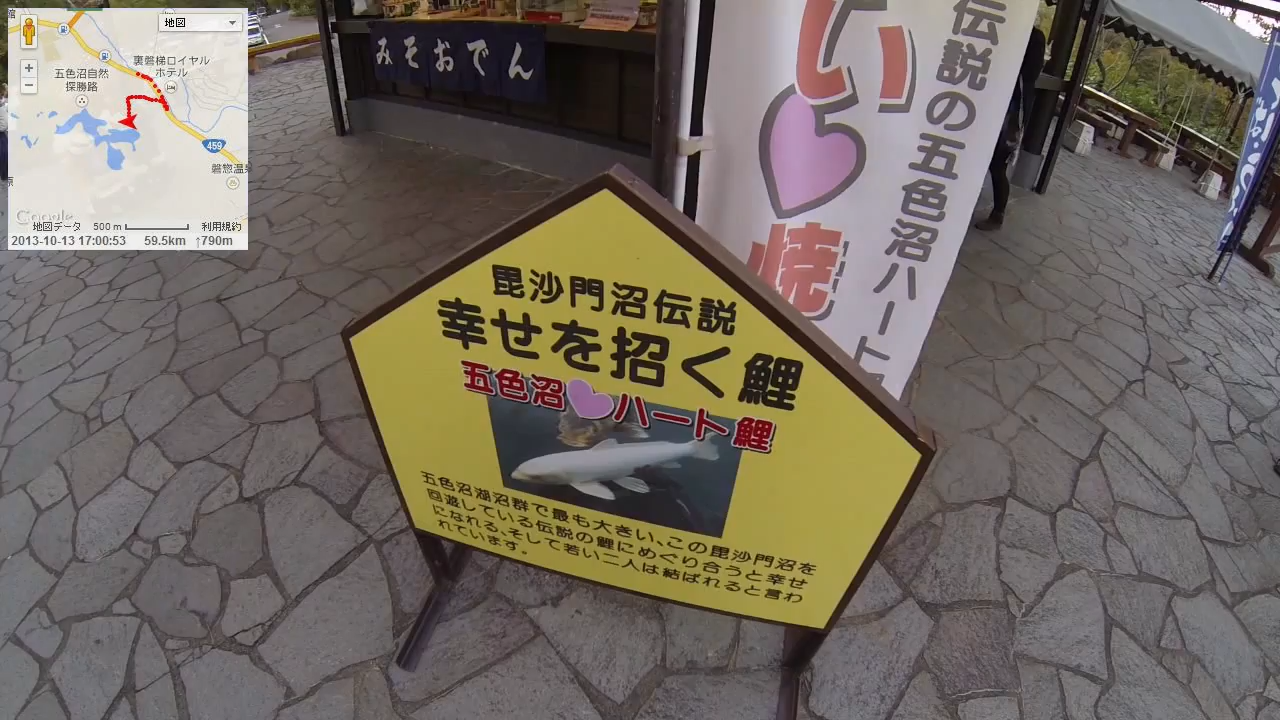 地図
裏磐梯ロイヤル
ホテル
五色沼自然
探勝路
459
Google
地図データ 500 m 利用規約
2013-10-13 17:00:53 59.5km ↑790m
みそおでん
い
焼
伝説の五色沼ハート
毘沙門沼伝説
幸せを招く鯉
五色沼ハート鯉
五色沼湖沼群で最も大きい、この毘沙門沼を
回遊している伝説の鯉にめぐり合うと幸せ
になれる、そして若い二人は結ばれると言わ
れています。